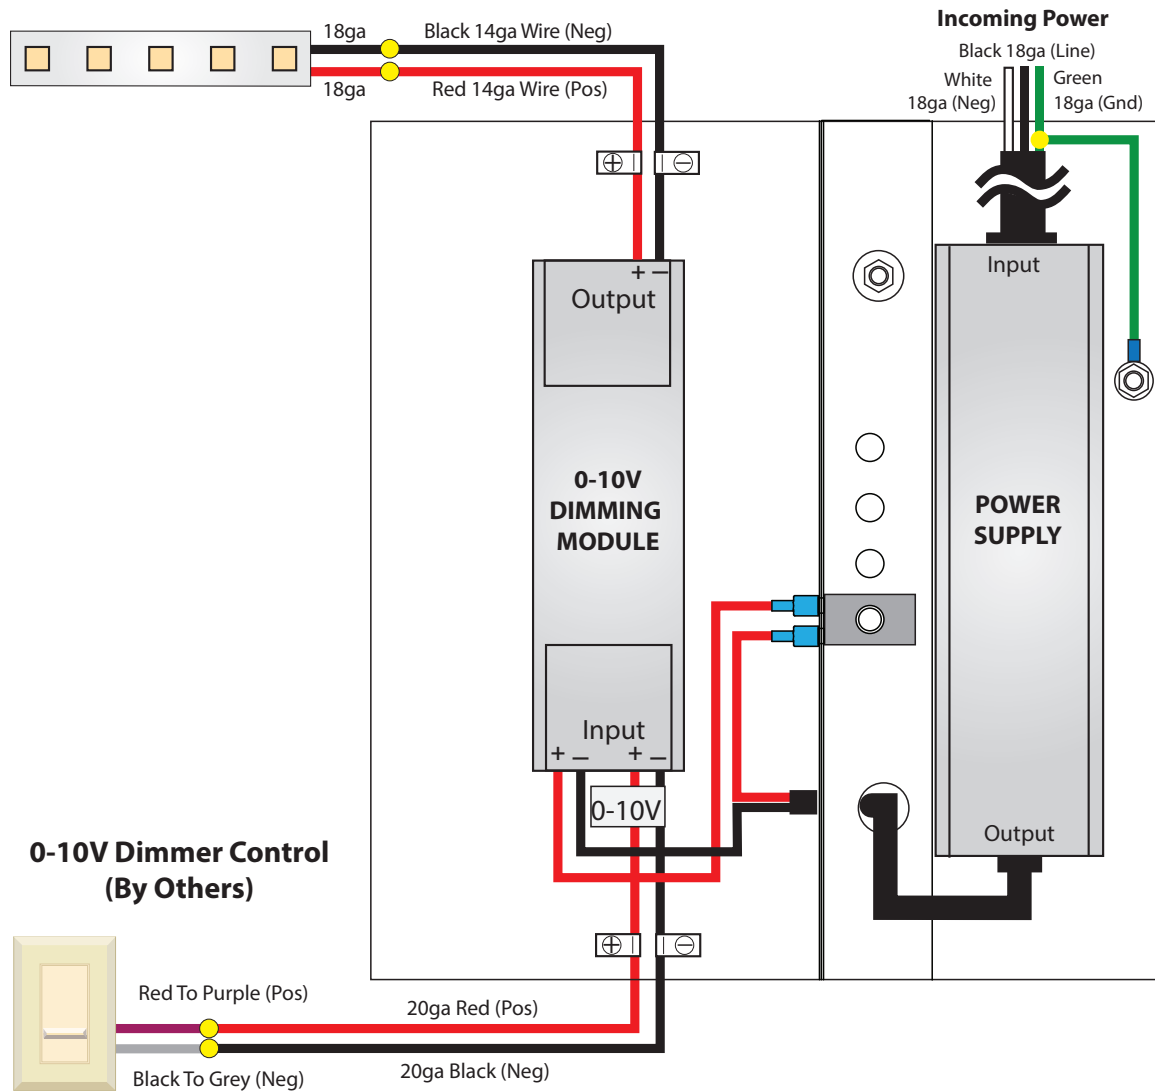 Incoming Power
Black 18ga (Line)
White
18ga (Neg)
Green
18ga (Gnd)
18ga
Black 14ga Wire (Neg)
18ga
Red 14ga Wire (Pos)
+ −
+ −
Output
Input
0-10V
DIMMING
MODULE
POWER
SUPPLY
Input
+ − + −
0-10V
Output
0-10V Dimmer Control
(By Others)
+ −
Red To Purple (Pos)
20ga Red (Pos)
Black To Grey (Neg)
20ga Black (Neg)